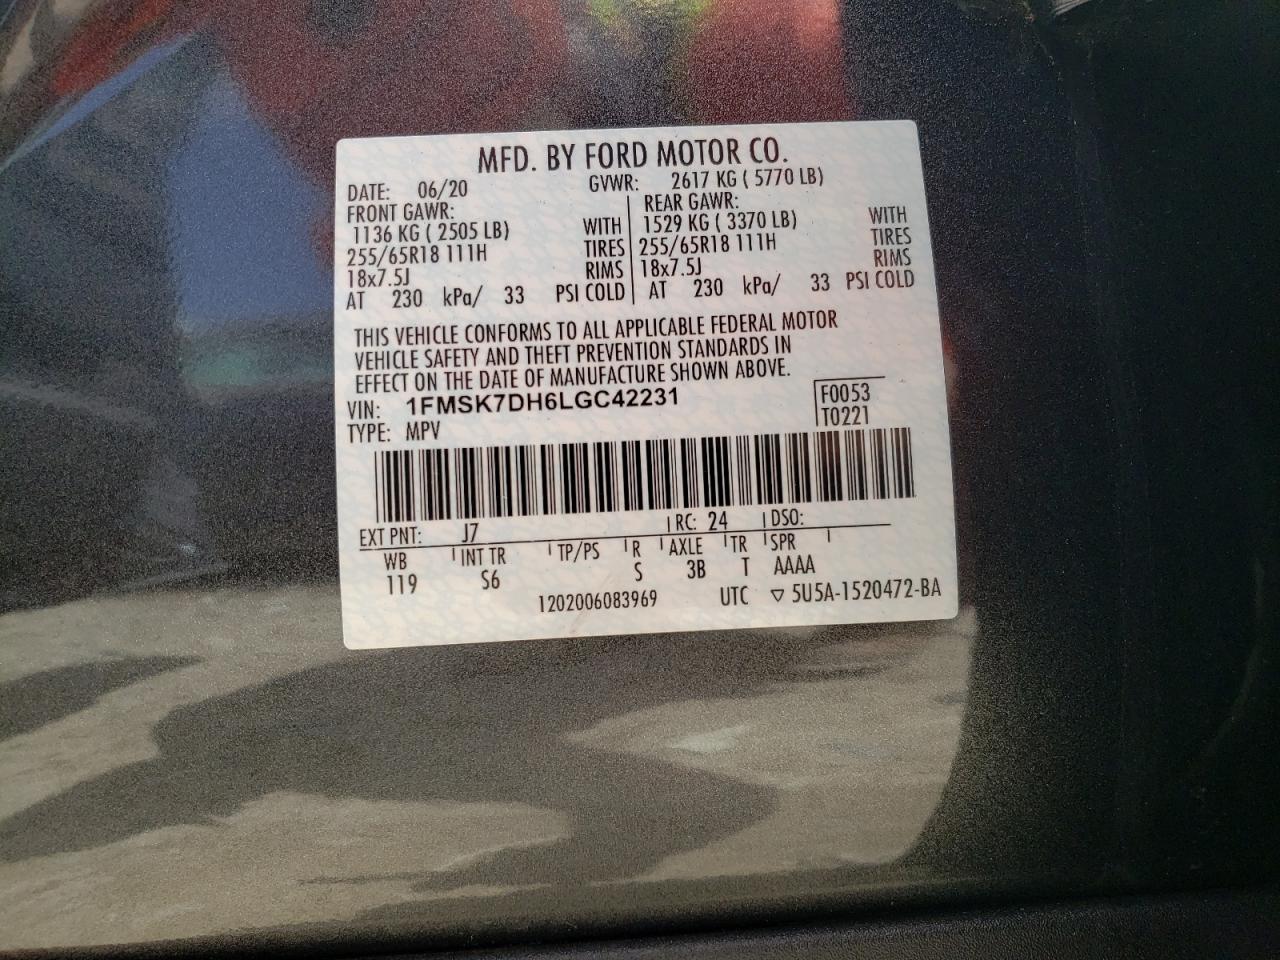 MFD. BY FORD MOTOR CO.
DATE: 06/20 GVWR: 2617 KG ( 5770 LB)
FRONT GAWR: REAR GAWR:
1136 KG ( 2505 LB) WITH 1529 KG ( 3370 LB) WITH
255/65R18 111H TIRES 255/65R18 111H TIRES
18x7.5J RIMS 18x7.5J RIMS
AT 230 kPa/ 33 PSI COLD AT 230 kPa/ 33 PSI COLD
THIS VEHICLE CONFORMS TO ALL APPLICABLE FEDERAL MOTOR
VEHICLE SAFETY AND THEFT PREVENTION STANDARDS IN
EFFECT ON THE DATE OF MANUFACTURE SHOWN ABOVE.
VIN: 1FMSK7DH6LGC42231 F0053
TYPE: MPV T0221
EXT PNT: J7 RC: 24 DSO:
WB INT TR TP/PS R AXLE TR SPR
119 S6 S 3B T AAAA
1202006083969 UTC ▽ 5U5A-1520472-BA